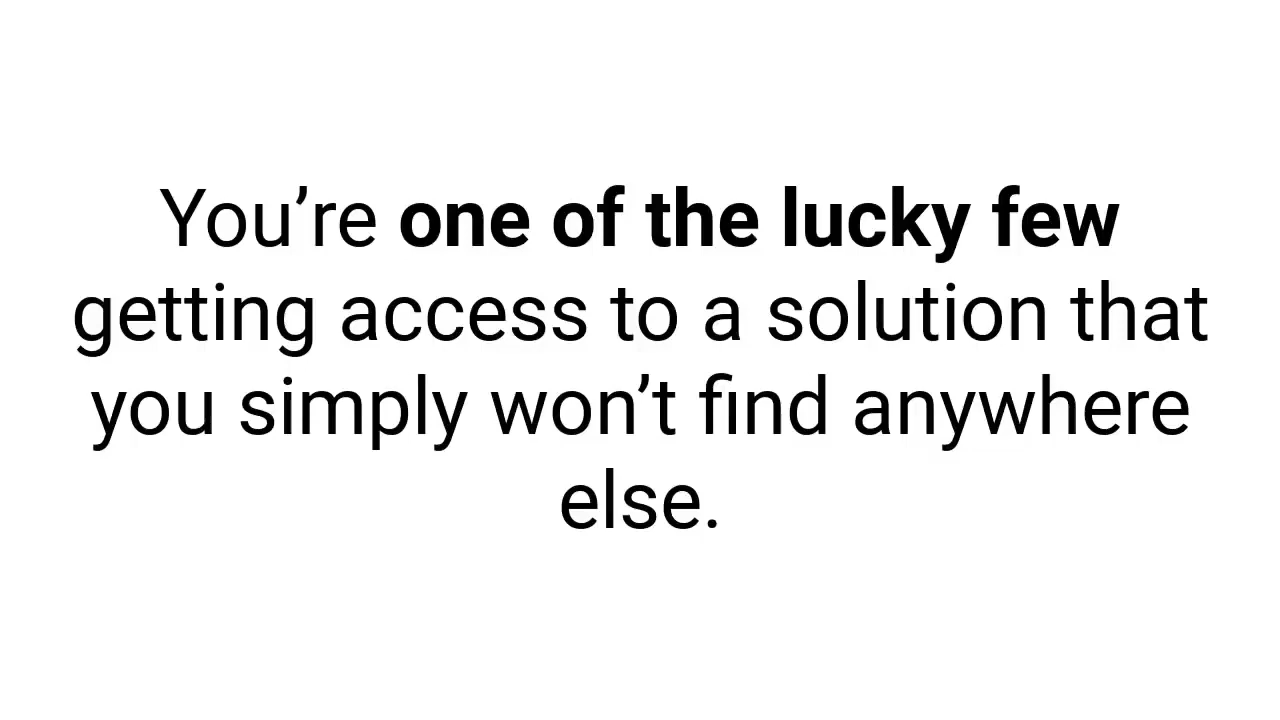 You’re one of the lucky few
getting access to a solution that
you simply won’t find anywhere
else.